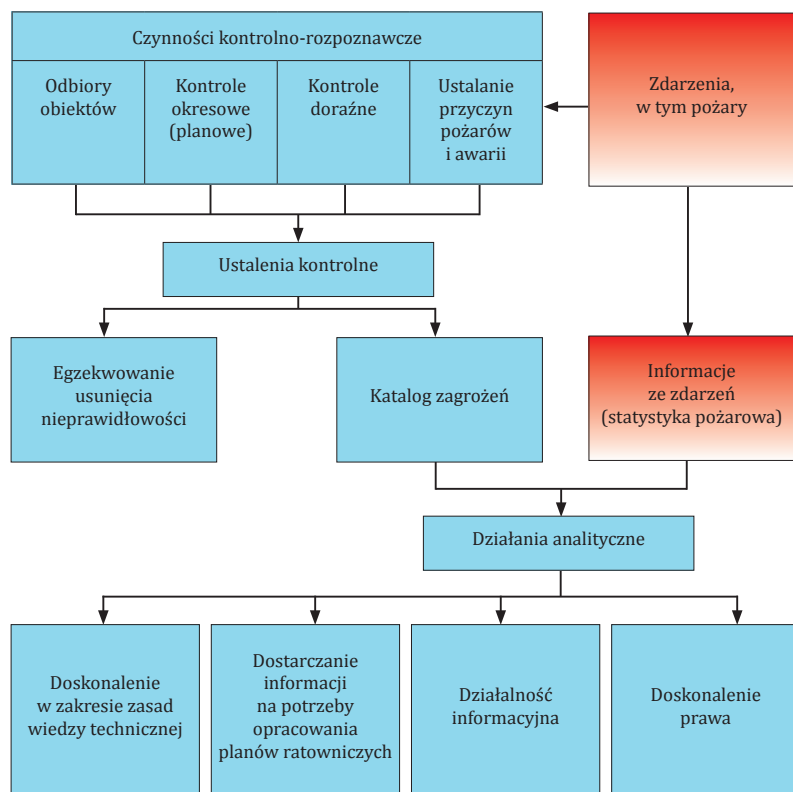 Czynności kontrolno-rozpoznawcze
Odbiory
obiektów
Kontrole
okresowe
(planowe)
Kontrole
doraźne
Ustalanie
przyczyn
pożarów
i awarii
Zdarzenia,
w tym pożary
Ustalenia kontrolne
Egzekwowanie
usunięcia
nieprawidłowości
Katalog zagrożeń
Informacje
ze zdarzeń
(statystyka pożarowa)
Działania analityczne
Doskonalenie
w zakresie zasad
wiedzy technicznej
Dostarczanie
informacji
na potrzeby
opracowania
planów ratowniczych
Działalność
informacyjna
Doskonalenie
prawa